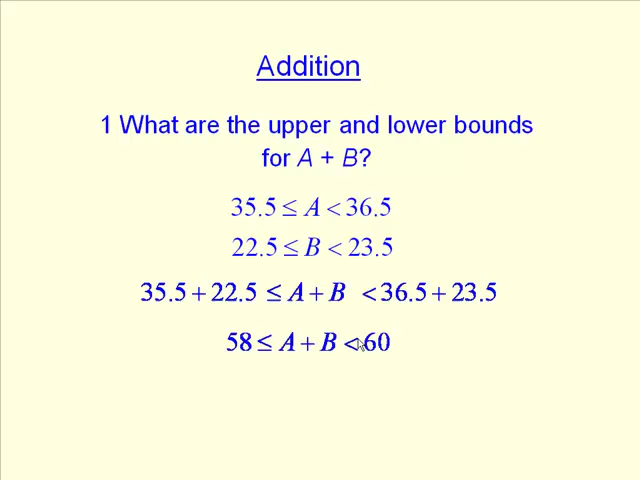 Addition
1 What are the upper and lower bounds
for A + B?
35.5 ≤ A < 36.5
22.5 ≤ B < 23.5
35.5 + 22.5 ≤ A + B < 36.5 + 23.5
58 ≤ A + B < 60